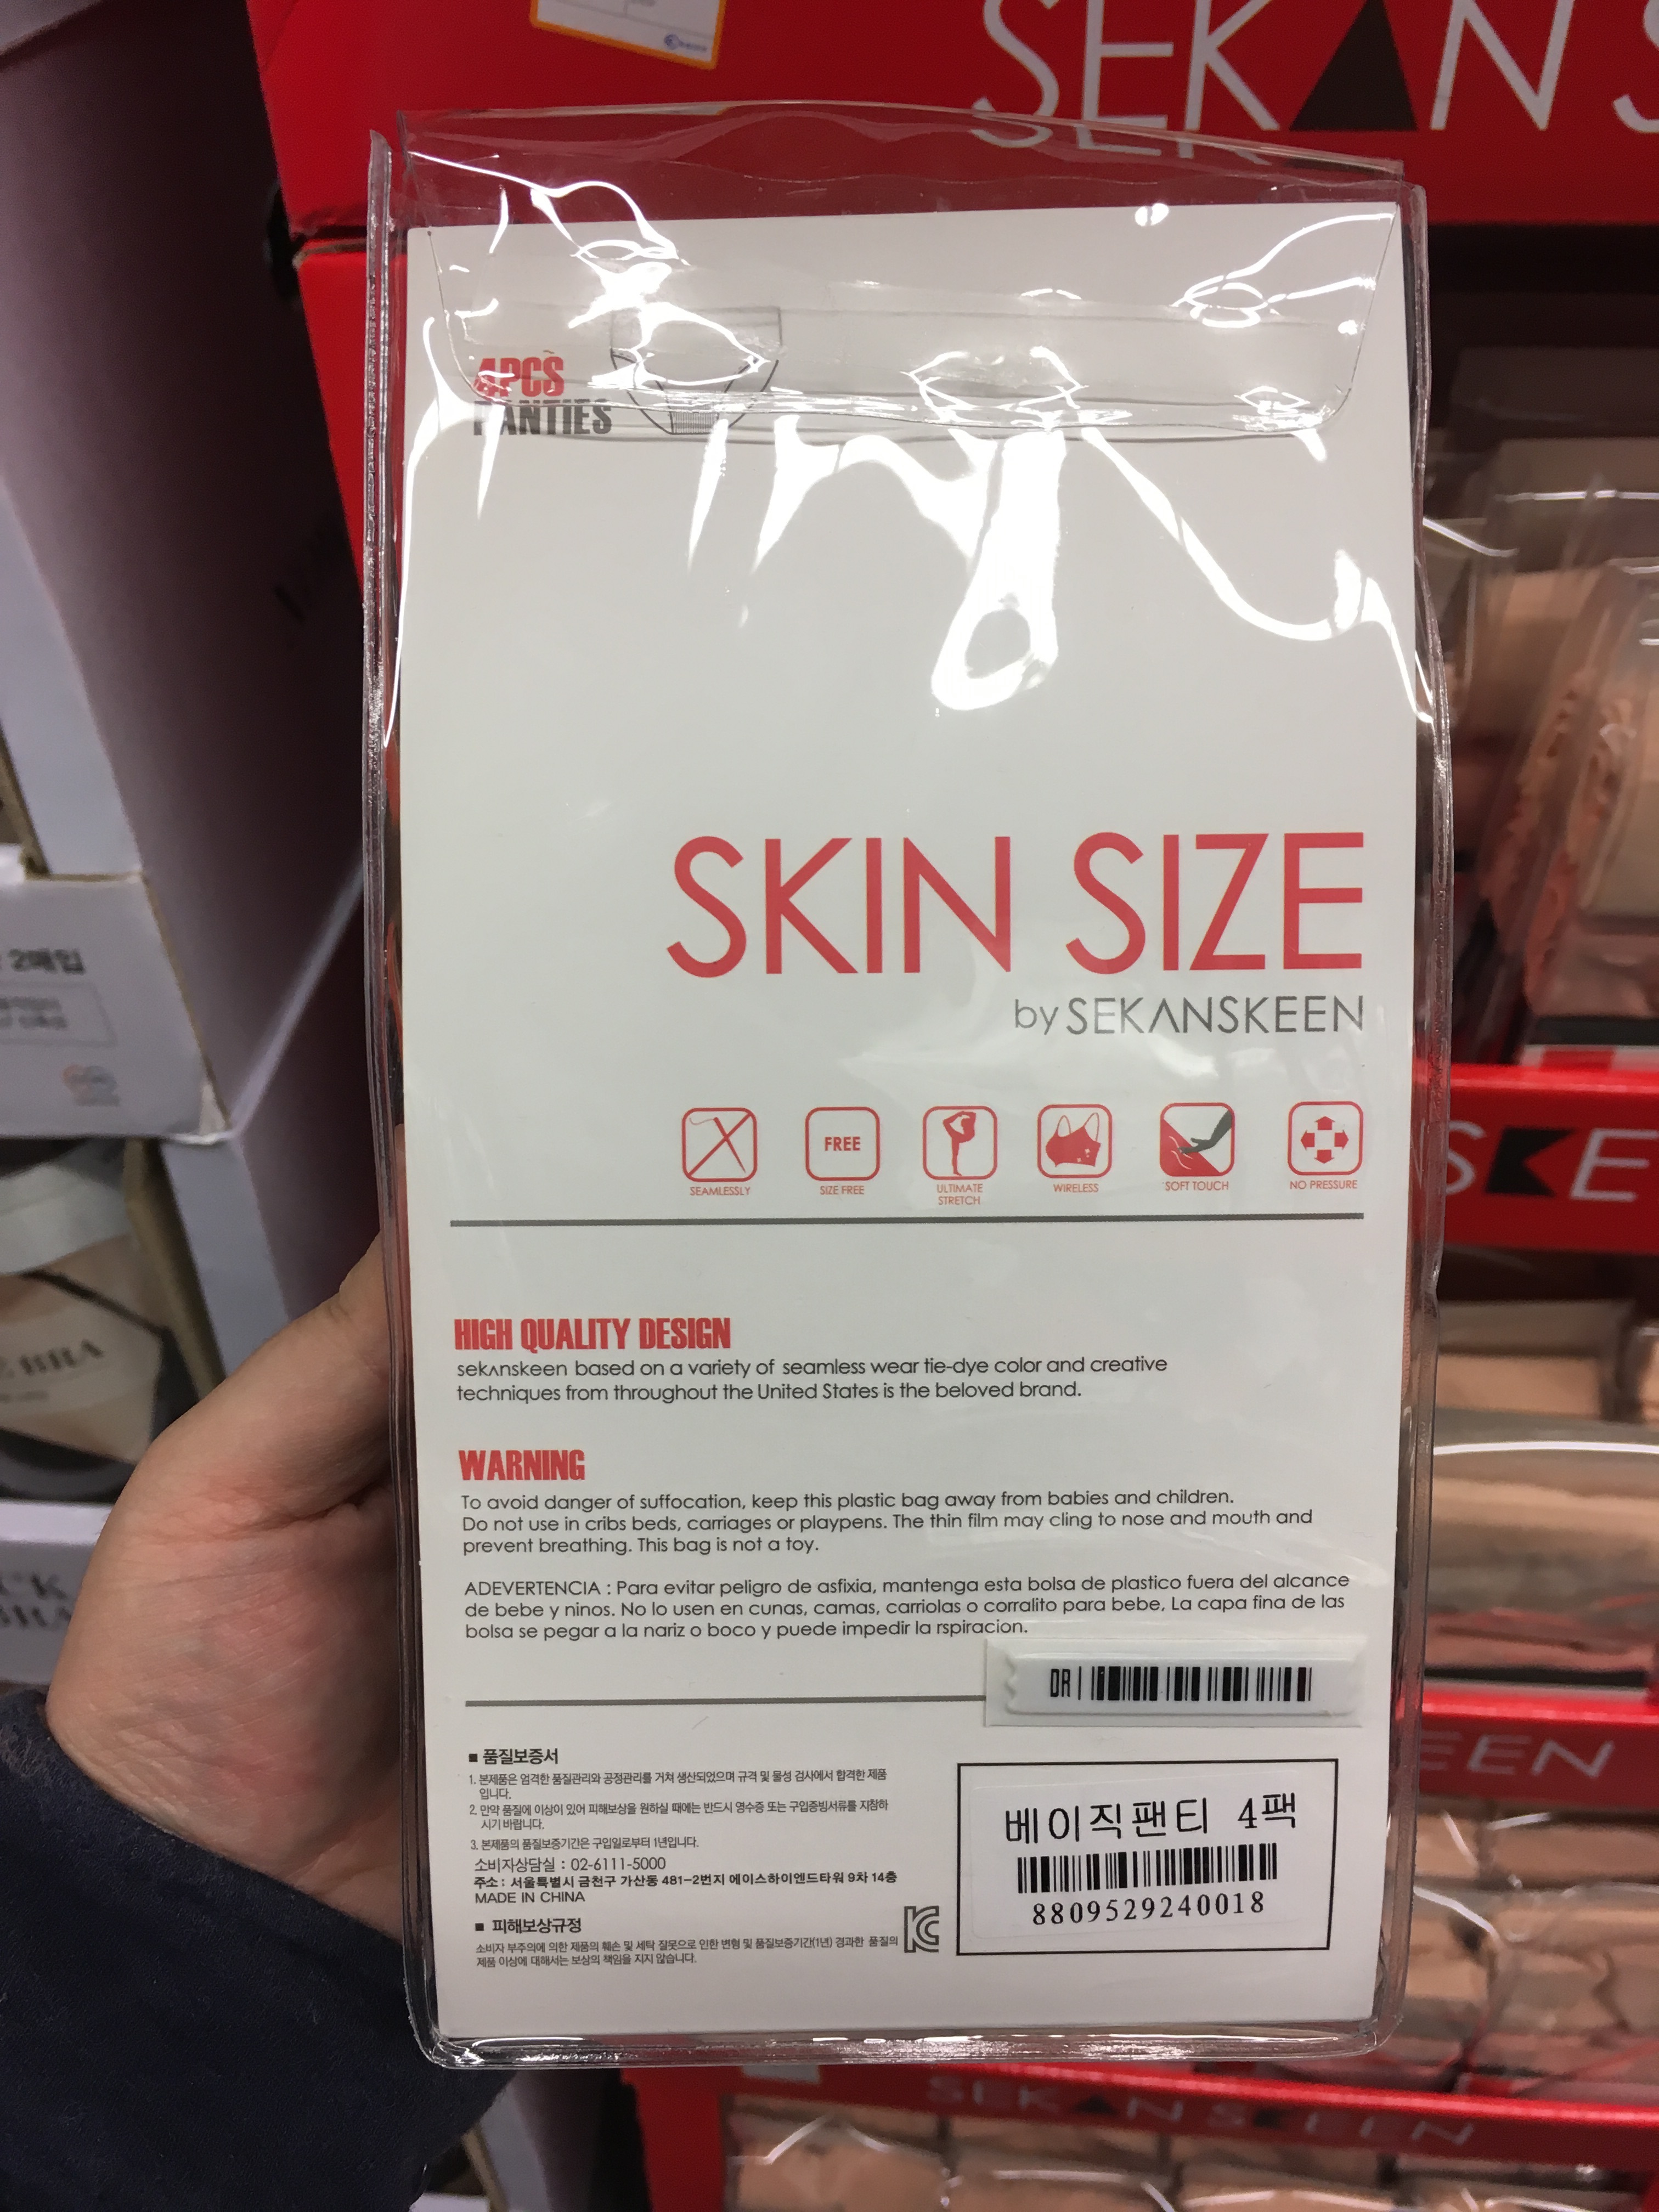 SEKΛNS
4PCS
PANTIES
SKIN SIZE
by SEKΛNSKEEN
FREE
SEAMLESSLY
SIZE FREE
ULTIMATE
STRETCH
WIRELESS
SOFT TOUCH
NO PRESSURE
HIGH QUALITY DESIGN
sekʌnskeen based on a variety of seamless wear tie-dye color and creative
techniques from throughout the United States is the beloved brand.
WARNING
To avoid danger of suffocation, keep this plastic bag away from babies and children.
Do not use in cribs beds, carriages or playpens. The thin film may cling to nose and mouth and
prevent breathing. This bag is not a toy.
ADEVERTENCIA : Para evitar peligro de asfixia, mantenga esta bolsa de plastico fuera del alcance
de bebe y ninos. No lo usen en cunas, camas, carriolas o corralito para bebe, La capa fina de las
bolsa se pegar a la nariz o boco y puede impedir la rspiracion.
DR
■ 품질보증서
1. 본제품은 엄격한 품질관리와 공정관리를 거쳐 생산되었으며 규격 및 물성 검사에서 합격한 제품
입니다.
2. 만약 품질에 이상이 있어 피해보상을 원하실 때에는 반드시 영수증 또는 구입증빙서류를 지참하
시기 바랍니다.
3. 본제품의 품질보증기간은 구입일로부터 1년입니다.
소비자상담실 : 02-6111-5000
주소 : 서울특별시 금천구 가산동 481-2번지 에이스하이엔드타워 9차 14층
MADE IN CHINA
■ 피해보상규정
소비자 부주의에 의한 제품의 훼손 및 세탁 잘못으로 인한 변형 및 품질보증기간(1년) 경과한 품질의
제품 이상에 대해서는 보상의 책임을 지지 않습니다.
KC
베이직팬티 4팩
8809529240018
2매입
BRA
SKE
EEN
SEKΛNSKEEN